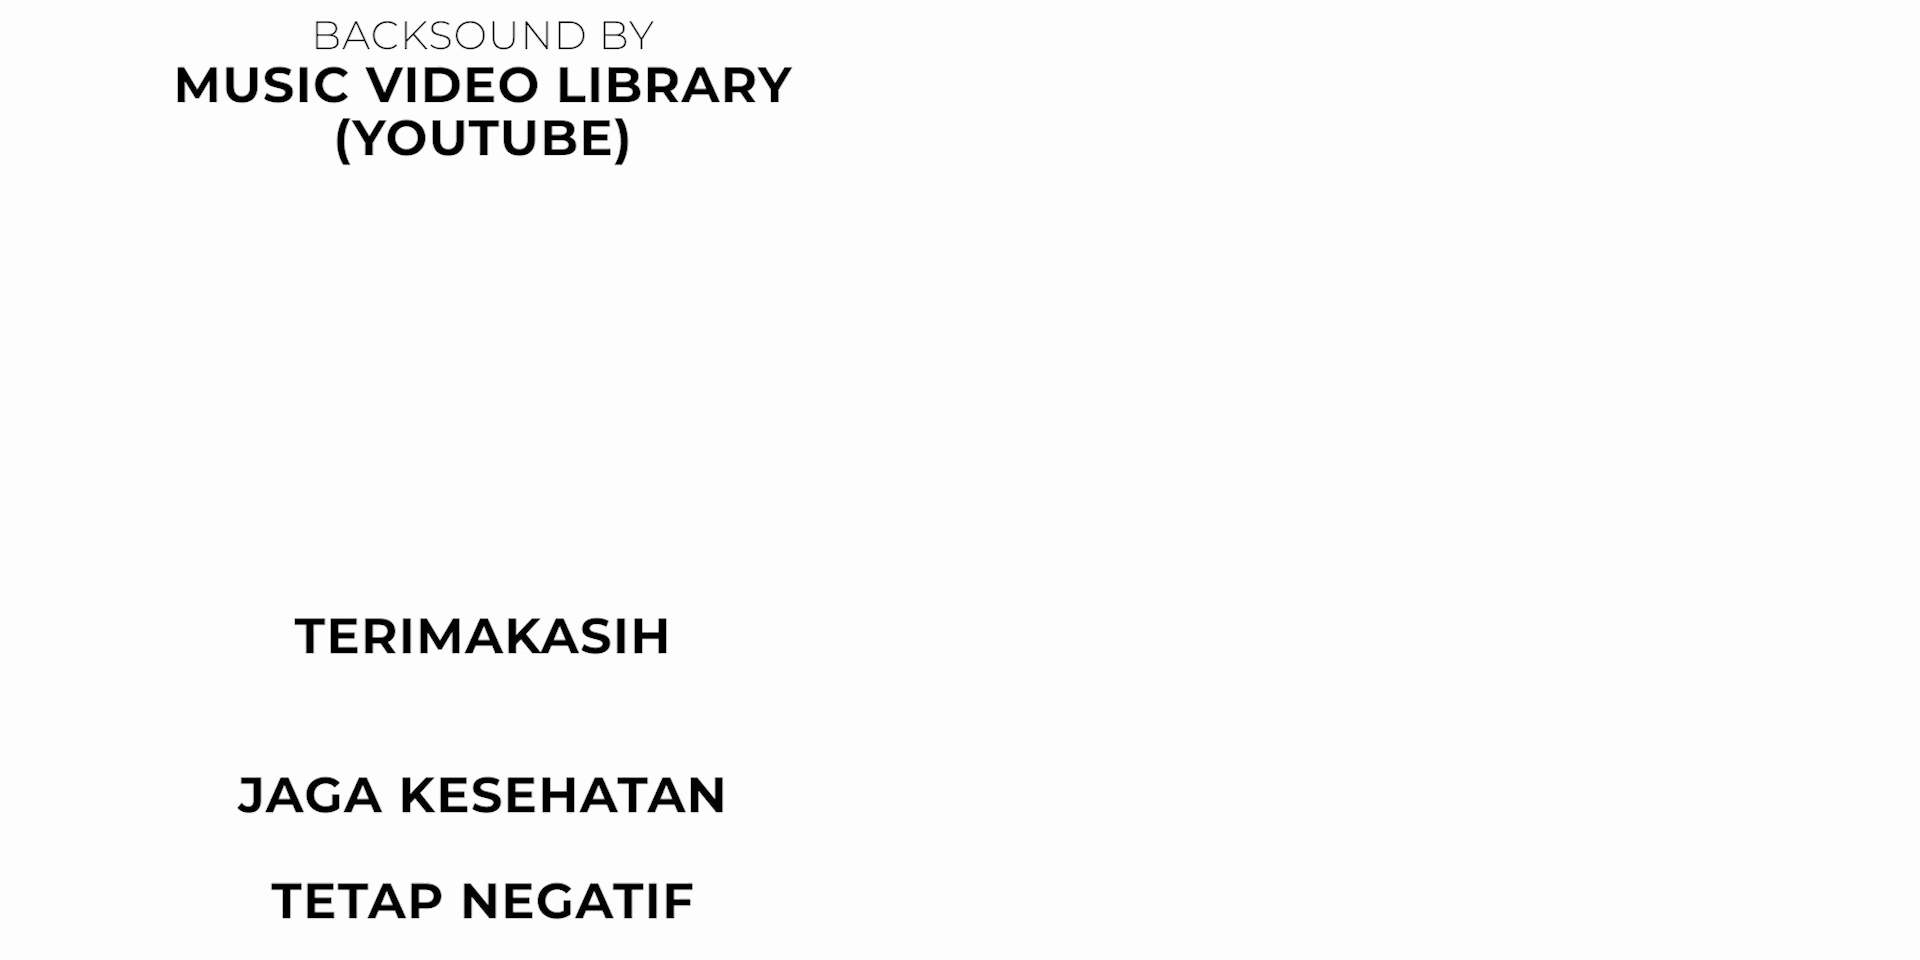 BACKSOUND BY
MUSIC VIDEO LIBRARY
(YOUTUBE)
TERIMAKASIH
JAGA KESEHATAN
TETAP NEGATIF